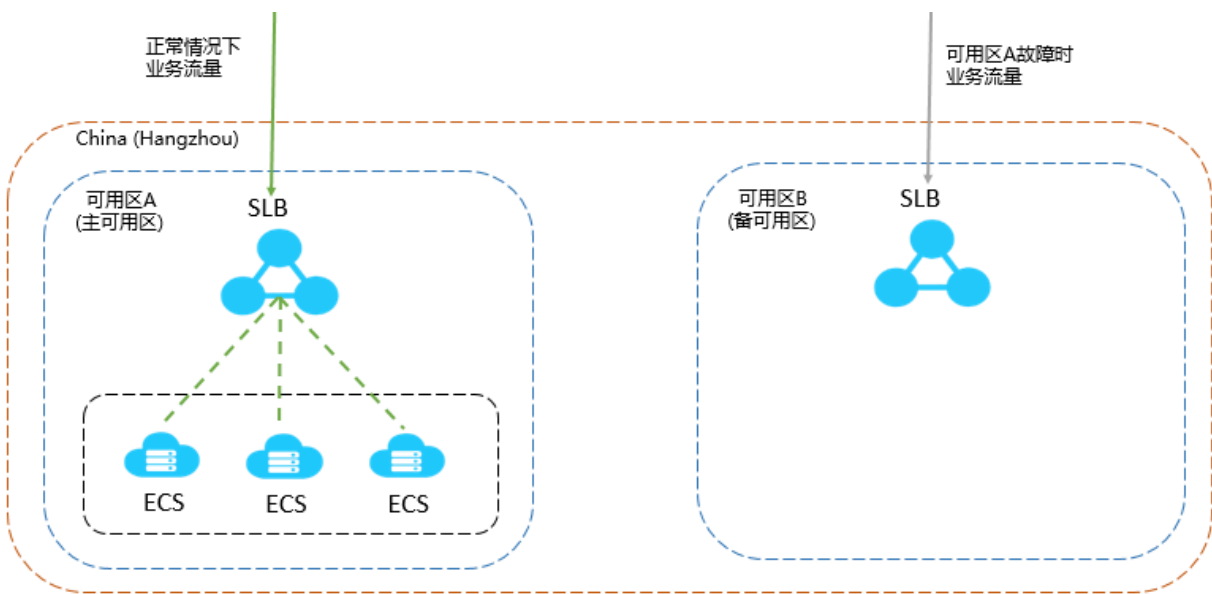 正常情况下
业务流量
可用区A故障时
业务流量
China (Hangzhou)
可用区A
(主可用区)
SLB
可用区B
(备可用区)
SLB
ECS
ECS
ECS